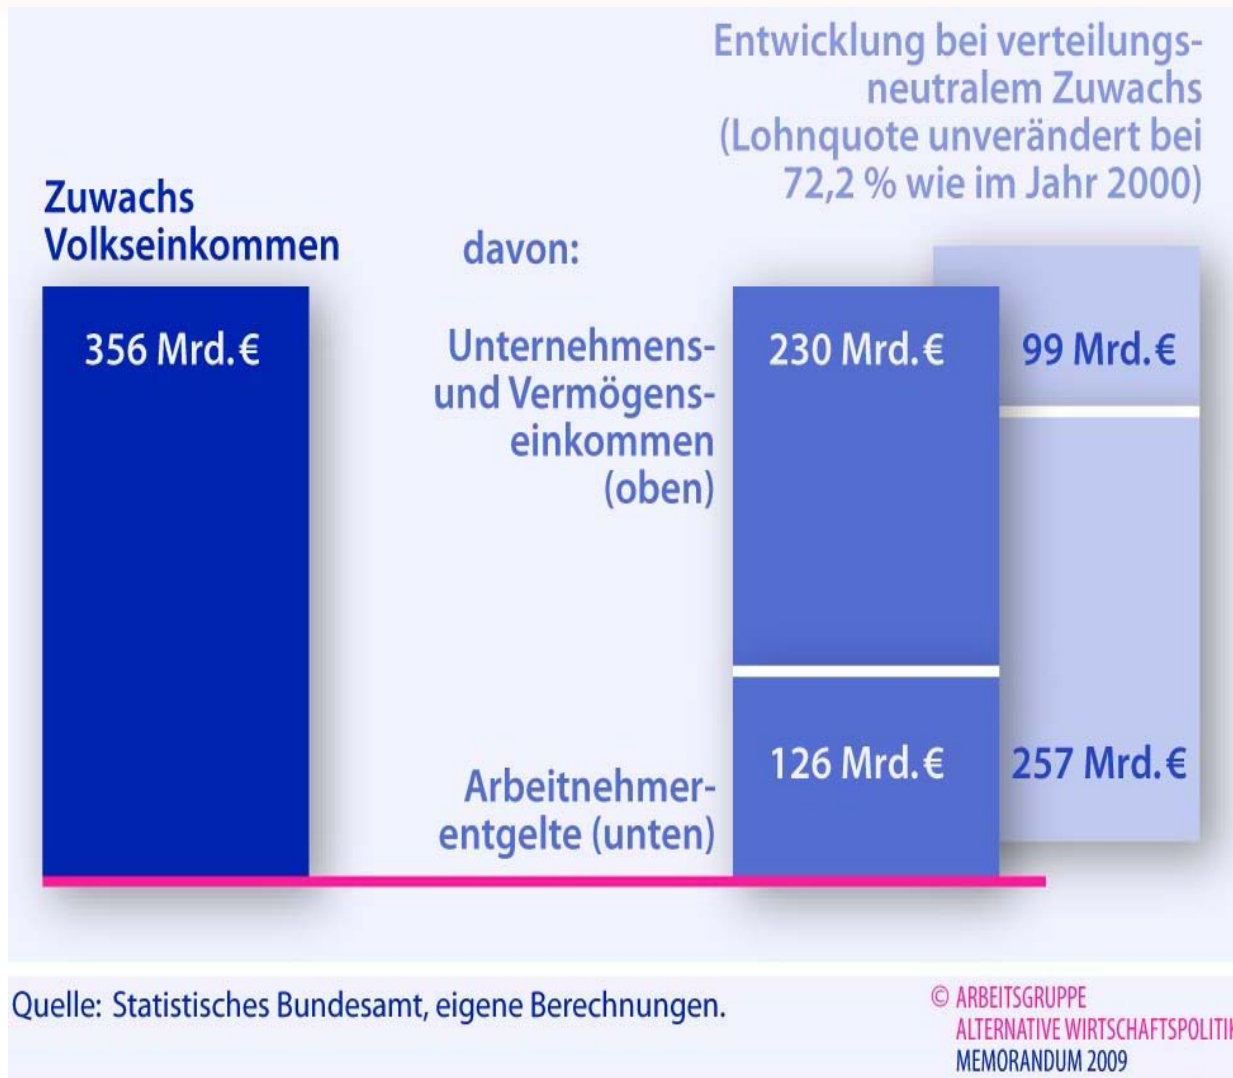 Entwicklung bei verteilungs-
neutralem Zuwachs
(Lohnquote unverändert bei
72,2 % wie im Jahr 2000)
Zuwachs
Volkseinkommen
davon:
356 Mrd. €
Unternehmens-
und Vermögens-
einkommen
(oben)
230 Mrd. €
99 Mrd. €
Arbeitnehmer-
entgelte (unten)
126 Mrd. €
257 Mrd. €
Quelle: Statistisches Bundesamt, eigene Berechnungen.
© ARBEITSGRUPPE
ALTERNATIVE WIRTSCHAFTSPOLITIK
MEMORANDUM 2009